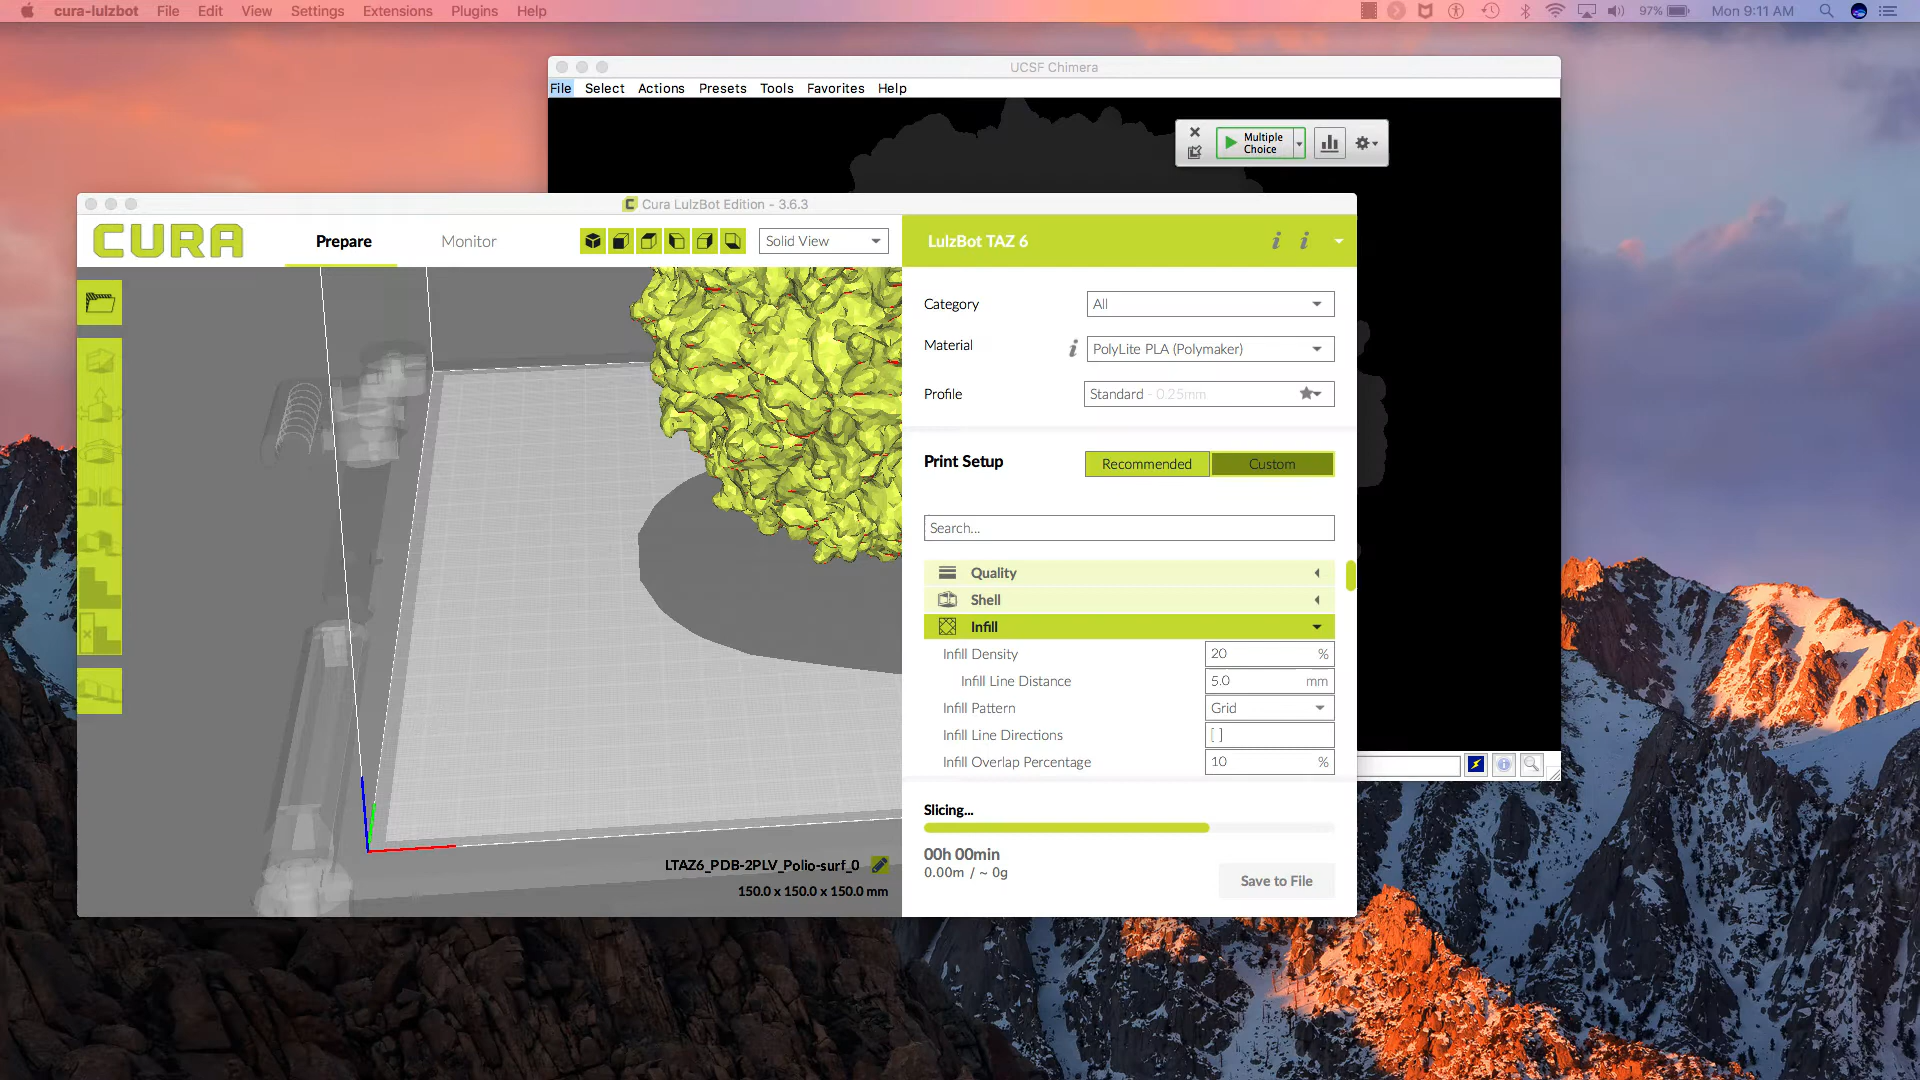 cura-lulzbot File Edit View Settings Extensions Plugins Help 97% Mon 9:11 AM
UCSF Chimera
File Select Actions Presets Tools Favorites Help
Multiple
Choice
C Cura LulzBot Edition - 3.6.3
CURA Prepare Monitor Solid View LulzBot TAZ 6 i i
Category All
Material i PolyLite PLA (Polymaker)
Profile Standard - 0.25mm
Print Setup Recommended Custom
Search...
Quality
Shell
Infill
Infill Density 20 %
Infill Line Distance 5.0 mm
Infill Pattern Grid
Infill Line Directions [ ]
Infill Overlap Percentage 10 %
Slicing...
00h 00min
0.00m / ~ 0g
Save to File
LTAZ6_PDB-2PLV_Polio-surf_0
150.0 x 150.0 x 150.0 mm